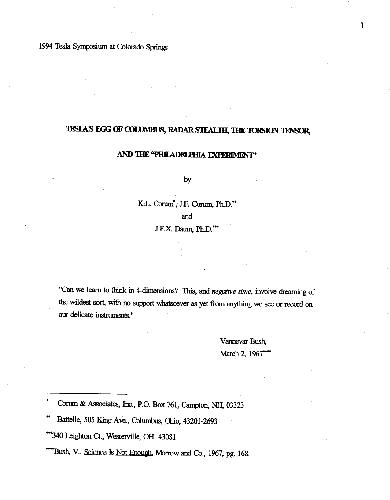 1
1994 Tesla Symposium at Colorado Springs
TESLA'S EGG OF COLUMBUS, RADAR STEALTH, THE TORSION TENSOR,
AND THE "PHILADELPHIA EXPERIMENT"
by
K.L. Corum*, J.F. Corum, Ph.D.**
and
J.F.X. Daum, Ph.D.***
"Can we learn to think in 4-dimensions? This, and negative time, involve dreaming of
the wildest sort, with no support whatsoever as yet from anything we see or record on
our delicate instruments."
Vannevar Bush,
March 2, 1967****
* Corum & Associates, Inc., P.O. Box 761, Campton, NH, 03223
** Battelle, 505 King Ave., Columbus, Ohio, 43201-2693
***340 Leighton Ct., Westerville, OH 43081
****Bush, V., Science Is Not Enough, Morrow and Co., 1967, pg. 168.